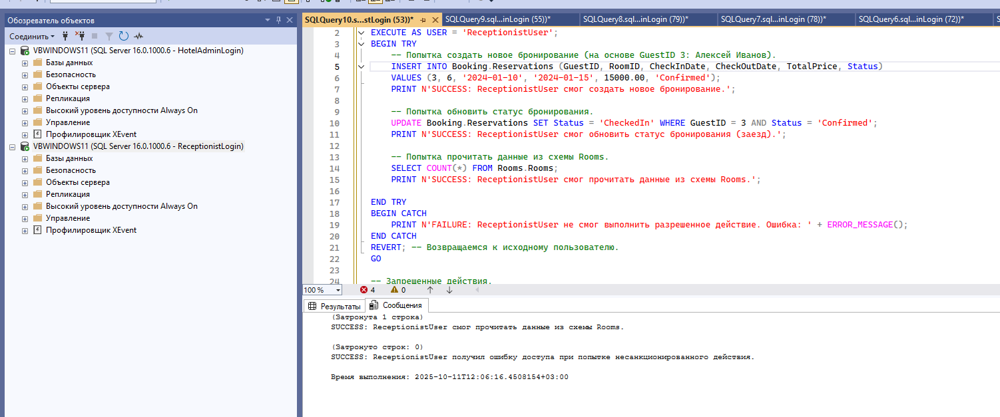 Обозреватель объектов
Соединить
VBWINDOWS11 (SQL Server 16.0.1000.6 - HotelAdminLogin)
Базы данных
Безопасность
Объекты сервера
Репликация
Высокий уровень доступности Always On
Управление
Профилировщик XEvent
VBWINDOWS11 (SQL Server 16.0.1000.6 - ReceptionistLogin)
Базы данных
Безопасность
Объекты сервера
Репликация
Высокий уровень доступности Always On
Управление
Профилировщик XEvent
SQLQuery10.s...stLogin (53))* SQLQuery9.sql...inLogin (55))* SQLQuery8.sql...inLogin (79))* SQLQuery7.sql...inLogin (78))* SQLQuery6.sql...inLogin (72))*
2 EXECUTE AS USER = 'ReceptionistUser';
3 BEGIN TRY
4 -- Попытка создать новое бронирование (на основе GuestID 3: Алексей Иванов).
5 INSERT INTO Booking.Reservations (GuestID, RoomID, CheckInDate, CheckOutDate, TotalPrice, Status)
6 VALUES (3, 6, '2024-01-10', '2024-01-15', 15000.00, 'Confirmed');
7 PRINT N'SUCCESS: ReceptionistUser смог создать новое бронирование.';
8
9 -- Попытка обновить статус бронирования.
10 UPDATE Booking.Reservations SET Status = 'CheckedIn' WHERE GuestID = 3 AND Status = 'Confirmed';
11 PRINT N'SUCCESS: ReceptionistUser смог обновить статус бронирования (заезд).';
12
13 -- Попытка прочитать данные из схемы Rooms.
14 SELECT COUNT(*) FROM Rooms.Rooms;
15 PRINT N'SUCCESS: ReceptionistUser смог прочитать данные из схемы Rooms.';
16
17 END TRY
18 BEGIN CATCH
19 PRINT N'FAILURE: ReceptionistUser не смог выполнить разрешенное действие. Ошибка: ' + ERROR_MESSAGE();
20 END CATCH
21 REVERT; -- Возвращаемся к исходному пользователю.
22 GO
23
24 -- Запрещенные действия.
100 % 4 0
Результаты Сообщения
(Затронута 1 строка)
SUCCESS: ReceptionistUser смог прочитать данные из схемы Rooms.
(Затронуто строк: 0)
SUCCESS: ReceptionistUser получил ошибку доступа при попытке несанкционированного действия.
Время выполнения: 2025-10-11T12:06:16.4508154+03:00